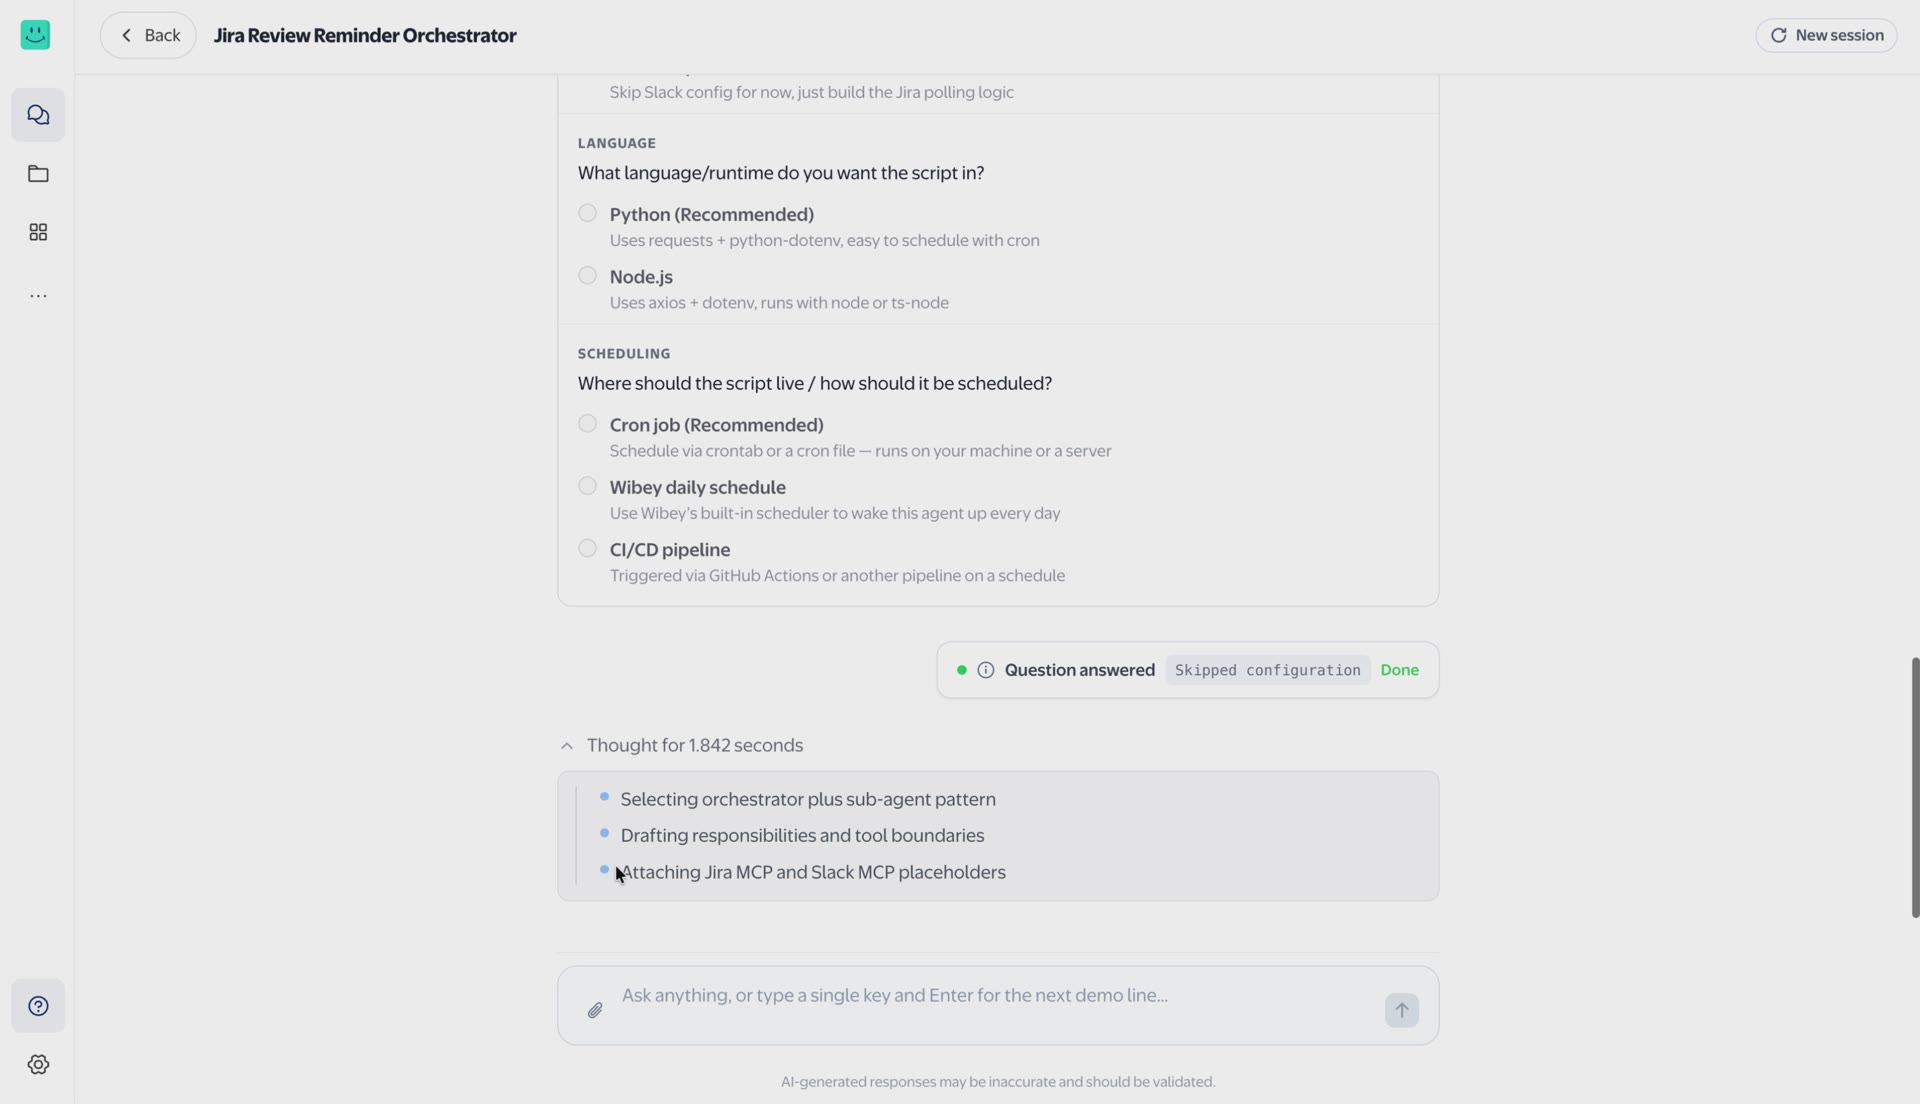 Back
Jira Review Reminder Orchestrator
New session
Skip Slack config for now, just build the Jira polling logic
LANGUAGE
What language/runtime do you want the script in?
Python (Recommended)
Uses requests + python-dotenv, easy to schedule with cron
Node.js
Uses axios + dotenv, runs with node or ts-node
SCHEDULING
Where should the script live / how should it be scheduled?
Cron job (Recommended)
Schedule via crontab or a cron file — runs on your machine or a server
Wibey daily schedule
Use Wibey's built-in scheduler to wake this agent up every day
CI/CD pipeline
Triggered via GitHub Actions or another pipeline on a schedule
Question answered Skipped configuration Done
Thought for 1.842 seconds
Selecting orchestrator plus sub-agent pattern
Drafting responsibilities and tool boundaries
Attaching Jira MCP and Slack MCP placeholders
Ask anything, or type a single key and Enter for the next demo line...
AI-generated responses may be inaccurate and should be validated.